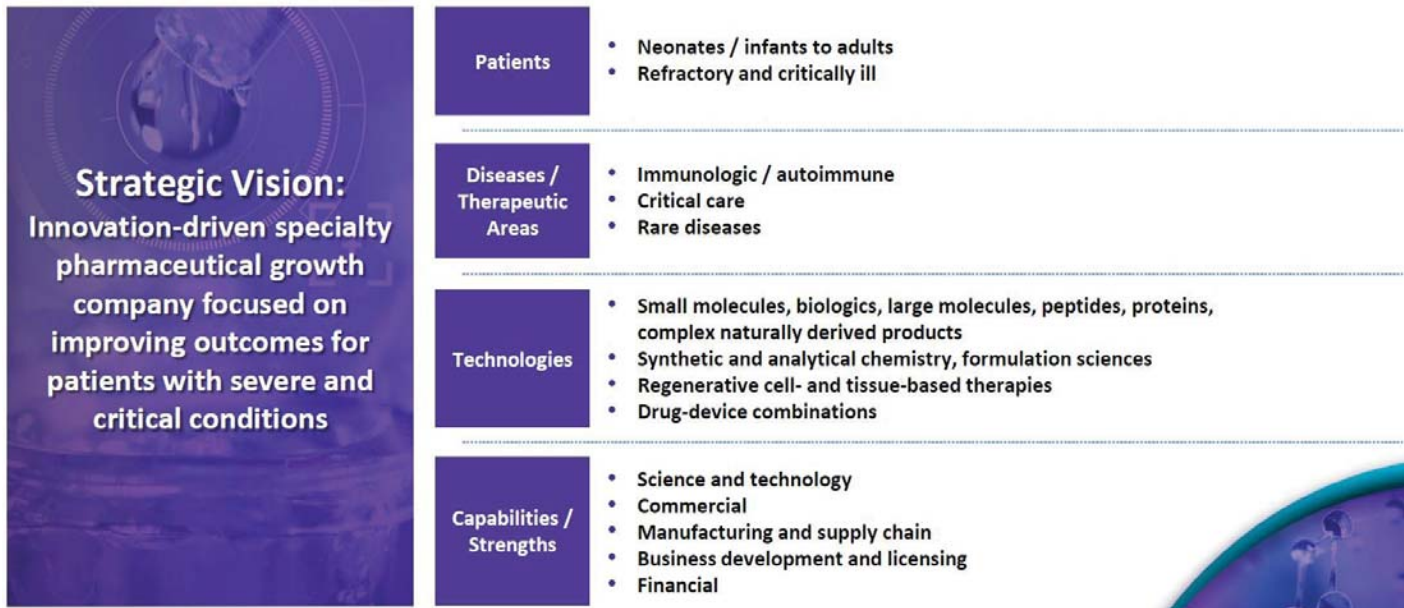 Strategic Vision:
Innovation-driven specialty
pharmaceutical growth
company focused on
improving outcomes for
patients with severe and
critical conditions
Patients
• Neonates / infants to adults
• Refractory and critically ill
Diseases /
Therapeutic
Areas
• Immunologic / autoimmune
• Critical care
• Rare diseases
Technologies
• Small molecules, biologics, large molecules, peptides, proteins,
complex naturally derived products
• Synthetic and analytical chemistry, formulation sciences
• Regenerative cell- and tissue-based therapies
• Drug-device combinations
Capabilities /
Strengths
• Science and technology
• Commercial
• Manufacturing and supply chain
• Business development and licensing
• Financial